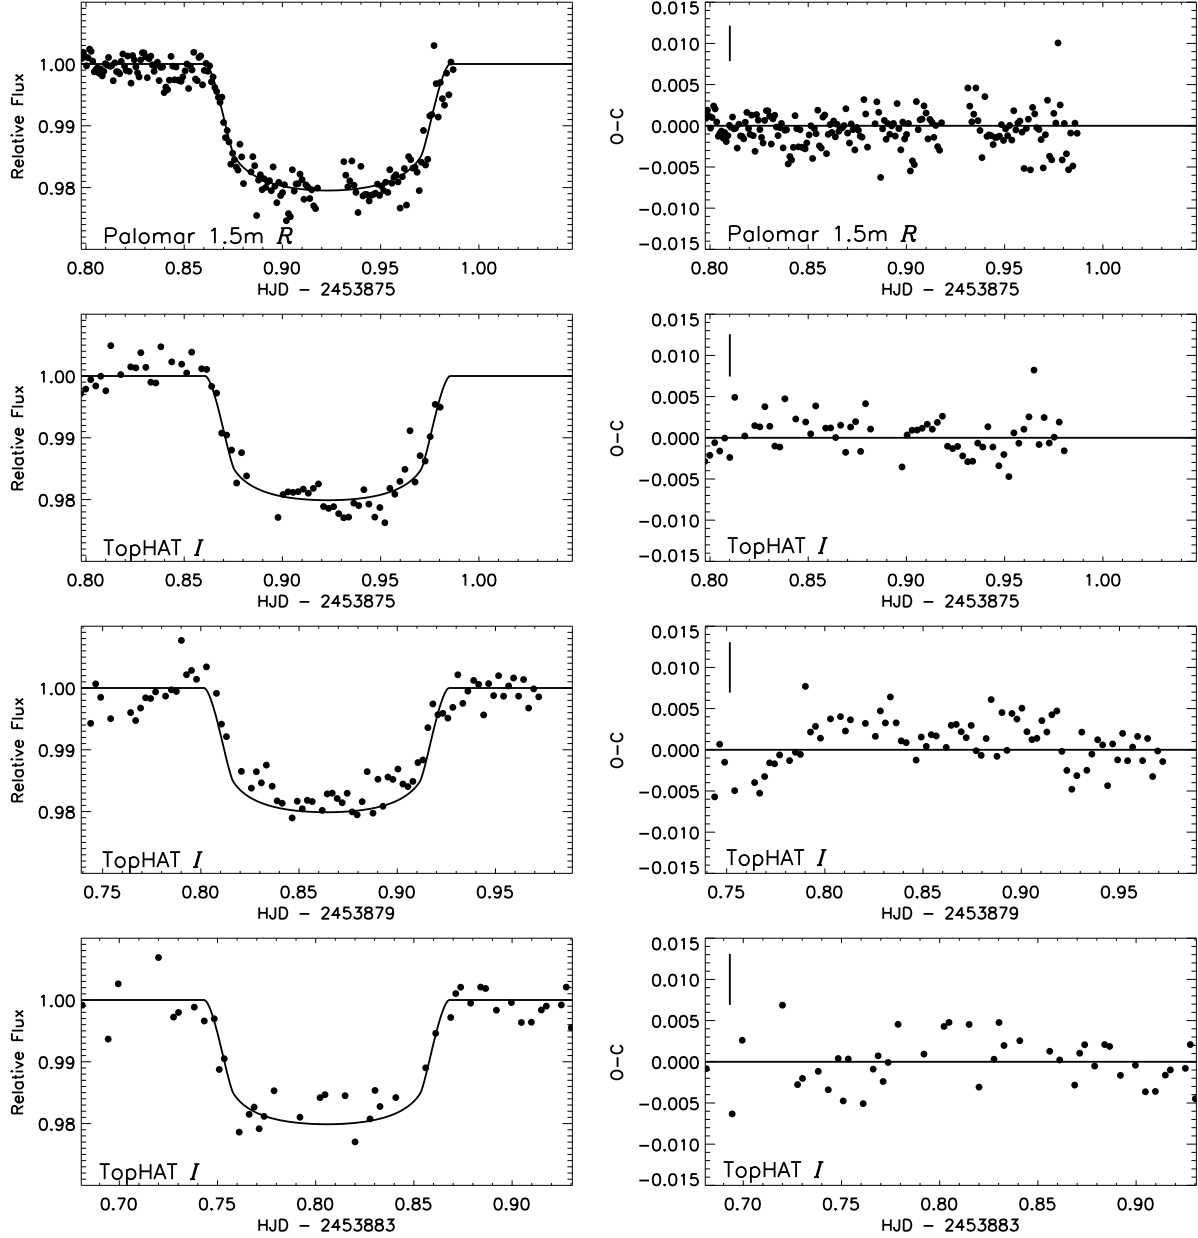 1.00
0.99
0.98
Relative Flux
Palomar 1.5m R
0.80 0.85 0.90 0.95 1.00
HJD − 2453875
0.015
0.010
0.005
0.000
−0.005
−0.010
−0.015
O−C
Palomar 1.5m R
0.80 0.85 0.90 0.95 1.00
HJD − 2453875
1.00
0.99
0.98
Relative Flux
TopHAT I
0.80 0.85 0.90 0.95 1.00
HJD − 2453875
0.015
0.010
0.005
0.000
−0.005
−0.010
−0.015
O−C
TopHAT I
0.80 0.85 0.90 0.95 1.00
HJD − 2453875
1.00
0.99
0.98
Relative Flux
TopHAT I
0.75 0.80 0.85 0.90 0.95
HJD − 2453879
0.015
0.010
0.005
0.000
−0.005
−0.010
−0.015
O−C
TopHAT I
0.75 0.80 0.85 0.90 0.95
HJD − 2453879
1.00
0.99
0.98
Relative Flux
TopHAT I
0.70 0.75 0.80 0.85 0.90
HJD − 2453883
0.015
0.010
0.005
0.000
−0.005
−0.010
−0.015
O−C
TopHAT I
0.70 0.75 0.80 0.85 0.90
HJD − 2453883